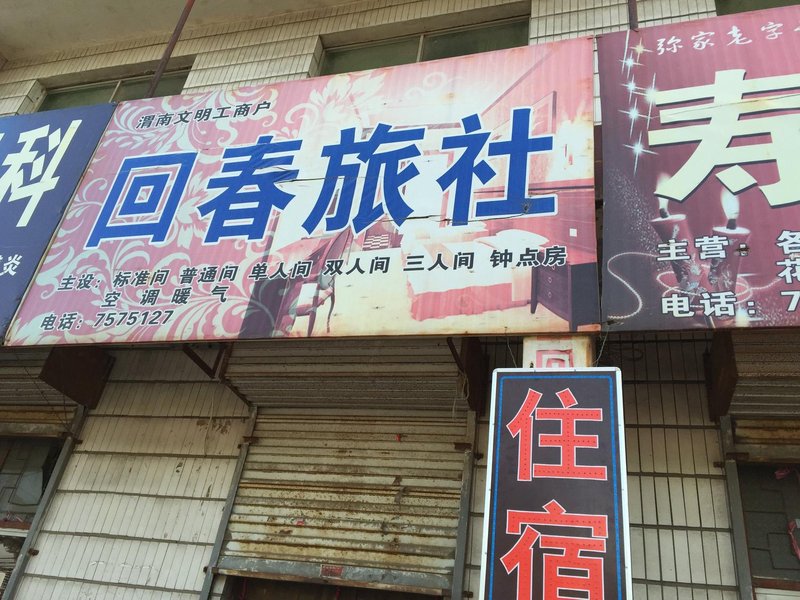 科
炎
渭南文明工商户
回春旅社
主设：标准间 普通间 单人间 双人间 三人间 钟点房
空调暖气
电话：7575127
弥家老字
寿
主营
电话：7
住宿